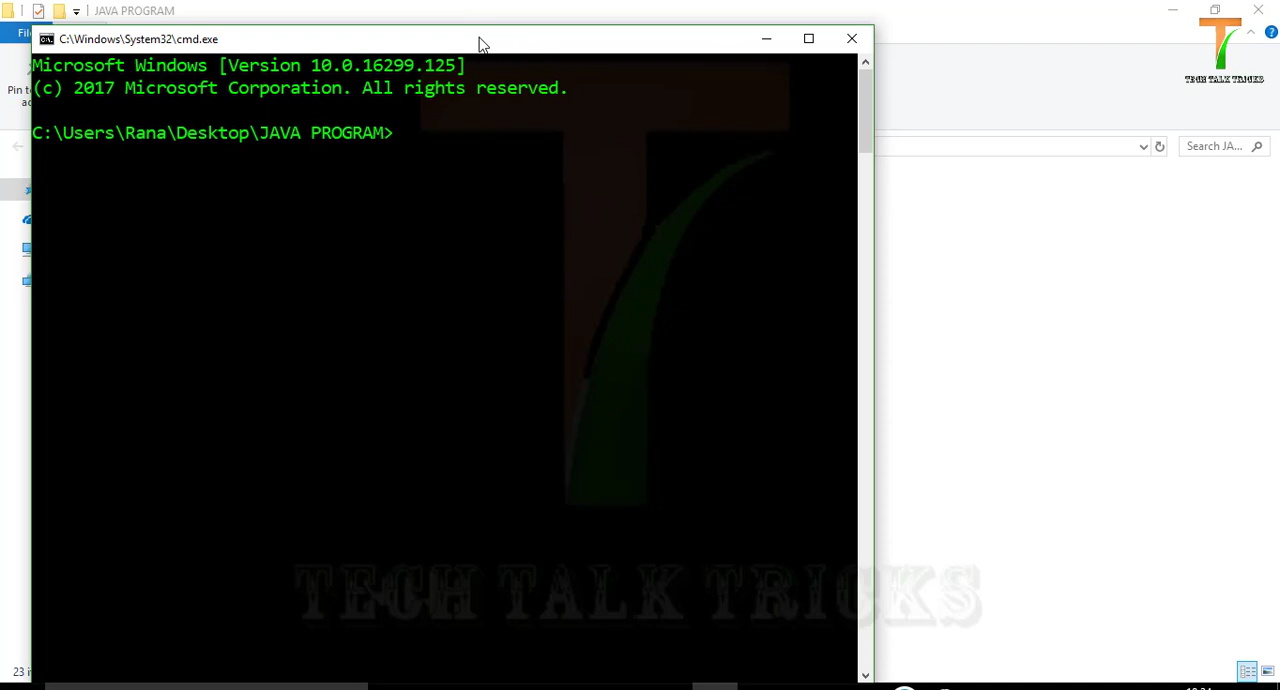 JAVA PROGRAM
C:\Windows\System32\cmd.exe
TECH TALK TRICKS
Microsoft Windows [Version 10.0.16299.125]
(c) 2017 Microsoft Corporation. All rights reserved.
C:\Users\Rana\Desktop\JAVA PROGRAM>
Search JA...
TECH TALK TRICKS
23